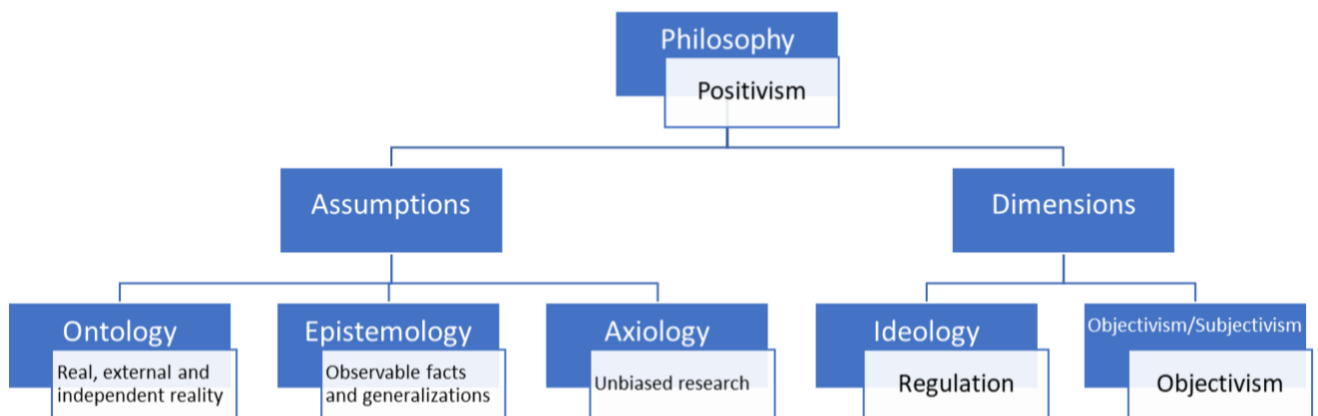 Philosophy
Positivism
Assumptions
Dimensions
Ontology
Real, external and
independent reality
Epistemology
Observable facts
and generalizations
Axiology
Unbiased research
Ideology
Regulation
Objectivism/Subjectivism
Objectivism